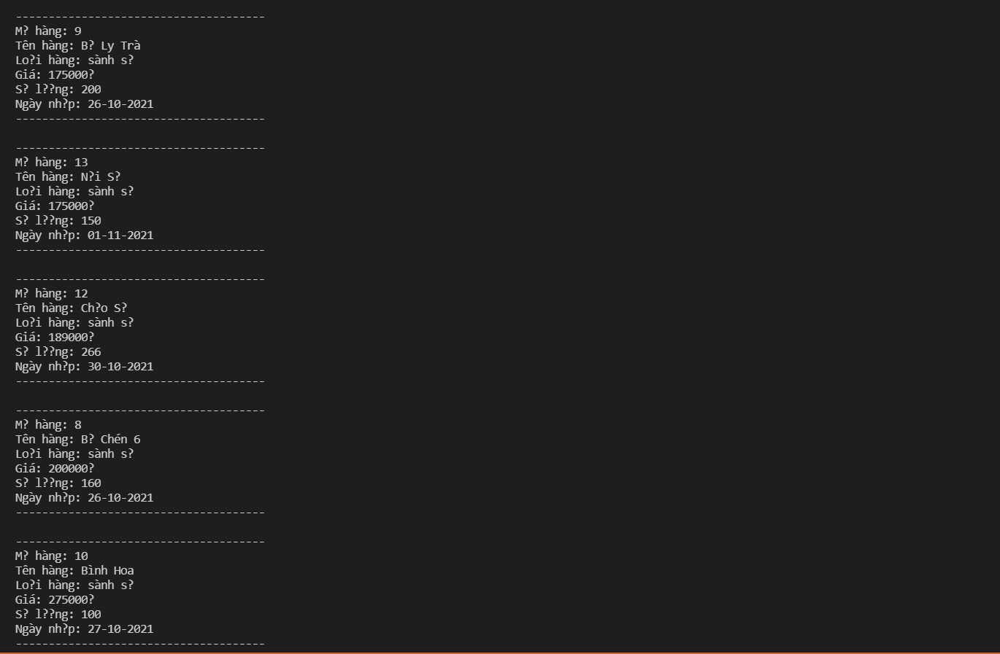 --------------------------------------
M? hàng: 9
Tên hàng: B? Ly Trà
Lo?i hàng: sành s?
Giá: 175000?
S? l??ng: 200
Ngày nh?p: 26-10-2021
--------------------------------------
--------------------------------------
M? hàng: 13
Tên hàng: N?i S?
Lo?i hàng: sành s?
Giá: 175000?
S? l??ng: 150
Ngày nh?p: 01-11-2021
--------------------------------------
--------------------------------------
M? hàng: 12
Tên hàng: Ch?o S?
Lo?i hàng: sành s?
Giá: 189000?
S? l??ng: 266
Ngày nh?p: 30-10-2021
--------------------------------------
--------------------------------------
M? hàng: 8
Tên hàng: B? Chén 6
Lo?i hàng: sành s?
Giá: 200000?
S? l??ng: 160
Ngày nh?p: 26-10-2021
--------------------------------------
--------------------------------------
M? hàng: 10
Tên hàng: Bình Hoa
Lo?i hàng: sành s?
Giá: 275000?
S? l??ng: 100
Ngày nh?p: 27-10-2021
--------------------------------------